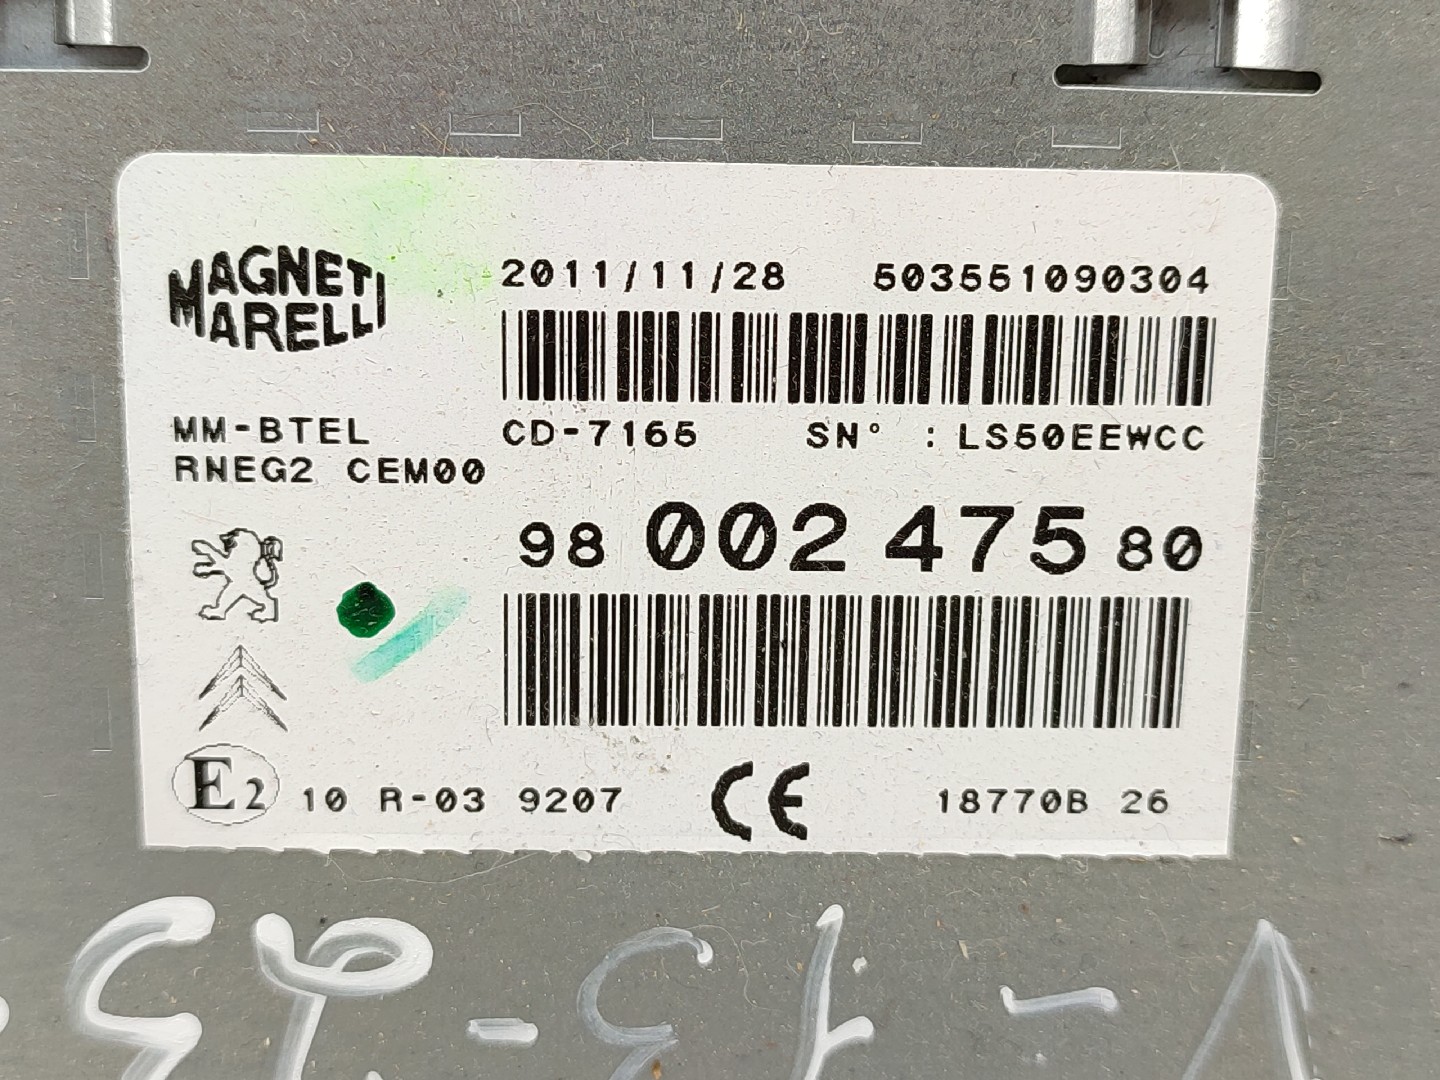 MAGNETI
MARELLI
2011/11/28 503551090304
MM-BTEL
RNEG2 CEM00
CD-7165 SN° : LS50EEWCC
98 002 475 80
E2 10 R-03 9207 CE 18770B 26